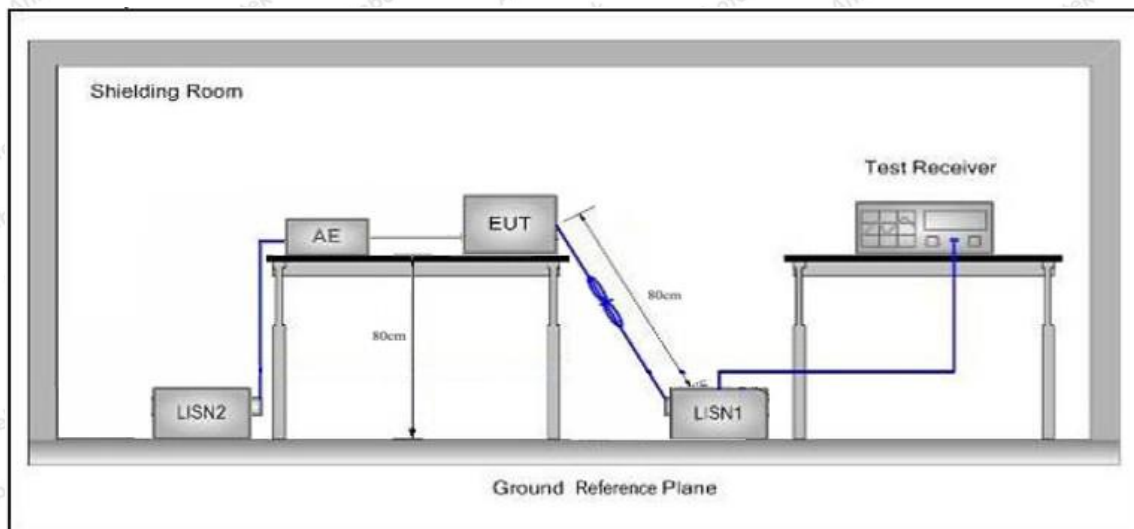 Shielding Room
Test Receiver
EUT
AE
80cm
80cm
LISN2
LISN1
Ground Reference Plane